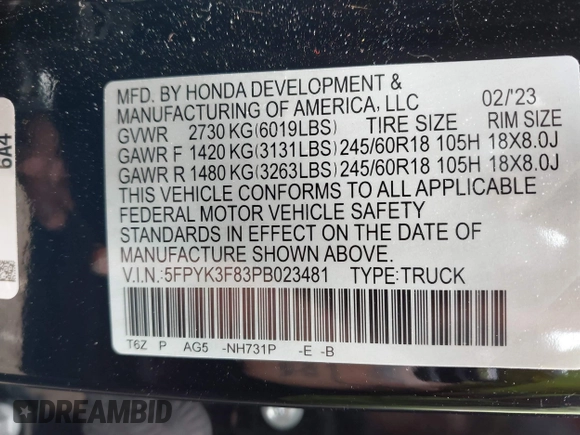 MFD. BY HONDA DEVELOPMENT &
MANUFACTURING OF AMERICA, LLC 02/'23
GVWR 2730 KG(6019LBS) TIRE SIZE RIM SIZE
GAWR F 1420 KG(3131LBS) 245/60R18 105H 18X8.0J
GAWR R 1480 KG(3263LBS) 245/60R18 105H 18X8.0J
THIS VEHICLE CONFORMS TO ALL APPLICABLE
FEDERAL MOTOR VEHICLE SAFETY
STANDARDS IN EFFECT ON THE DATE OF
MANUFACTURE SHOWN ABOVE.
V.I.N.:5FPYK3F83PB023481 TYPE:TRUCK
T6Z P AG5 -NH731P -E -B
6A4
DREAMBID